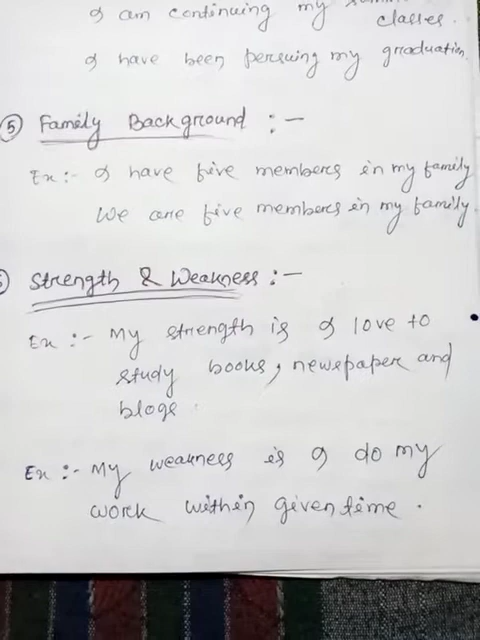 I am continuing my classes.
I have been persuing my graduation.
5 Family Background :-
Ex :- I have five members in my family
We are five members in my family.
Strength & Weakness :-
Ex :- My strength is I love to
study books, newspaper and
blogs
Ex :- My weakness is I do my
work within given time.